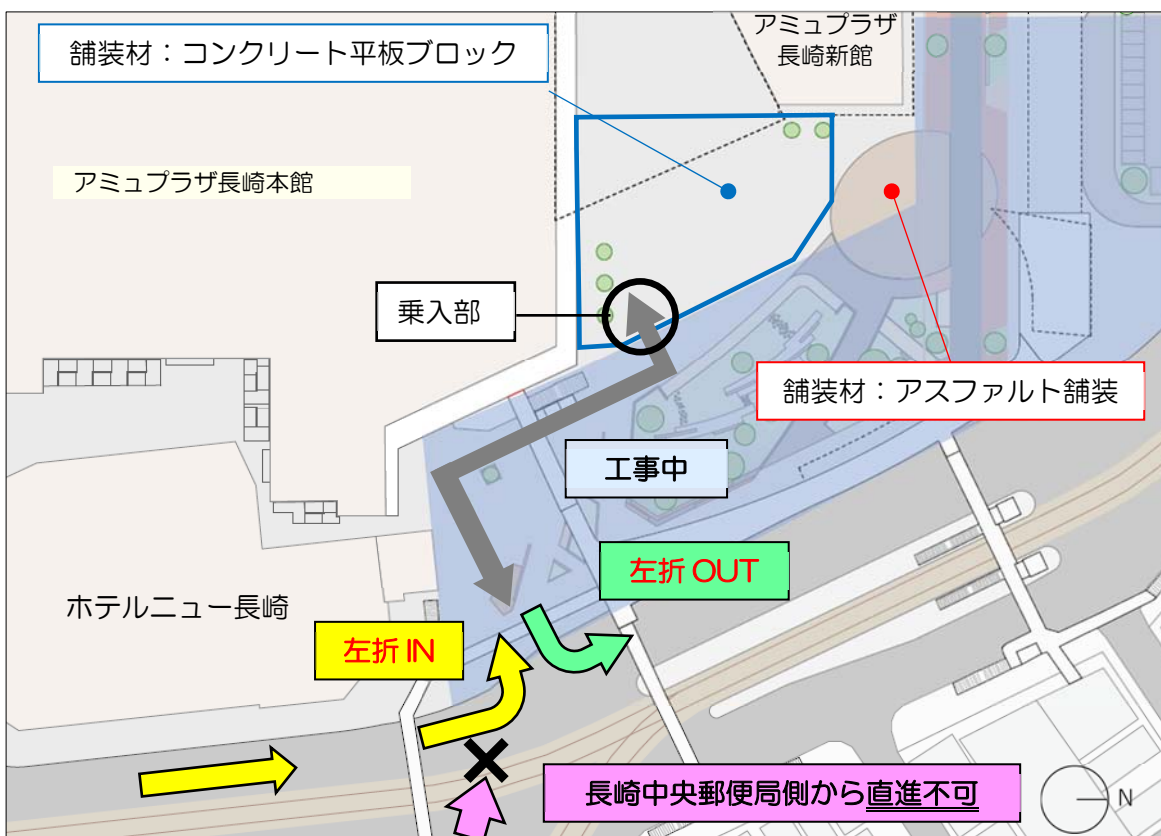 アミュプラザ
長崎新館
舗装材：コンクリート平板ブロック
アミュプラザ長崎本館
乗入部
舗装材：アスファルト舗装
工事中
左折 OUT
ホテルニュー長崎
左折 IN
長崎中央郵便局側から直進不可
N